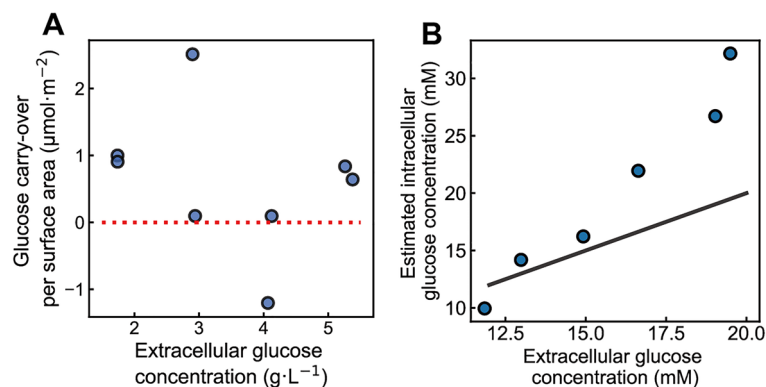 A
Glucose carry-over
per surface area (μmol·m⁻²)
2
1
0
−1
2 3 4 5
Extracellular glucose
concentration (g·L⁻¹)
B
Estimated intracellular
glucose concentration (mM)
30
25
20
15
10
12.5 15.0 17.5 20.0
Extracellular glucose
concentration (mM)